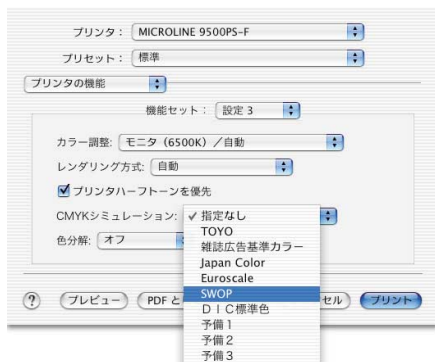 プリンタ： MICROLINE 9500PS-F
プリセット： 標準
プリンタの機能
機能セット： 設定 3
カラー調整: モニタ（6500K）／自動
レンダリング方式: 自動
プリンタハーフトーンを優先
CMYKシミュレーション: ✓ 指定なし
TOYO
色分解: オフ
雑誌広告基準カラー
Japan Color
Euroscale
SWOP
ＤＩＣ標準色
予備１
予備２
予備３
? プレビュー PDF と セル プリント